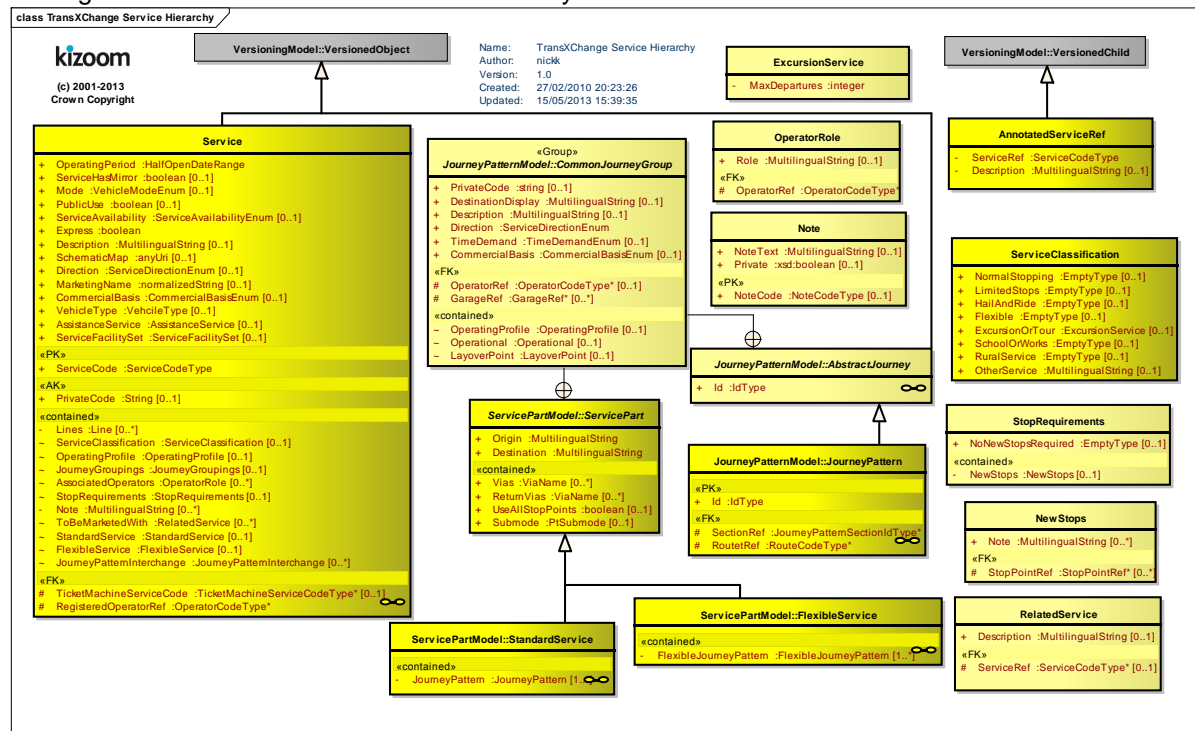 class TransXChange Service Hierarchy
kizoom
(c) 2001-2013
Crown Copyright
VersioningModel::VersionedObject
Name: TransXChange Service Hierarchy
Author: nickk
Version: 1.0
Created: 27/02/2010 20:23:26
Updated: 15/05/2013 15:39:35
ExcursionService
- MaxDepartures :integer
VersioningModel::VersionedChild
Service
+ OperatingPeriod :HalfOpenDateRange
+ ServiceHasMirror :boolean [0..1]
+ Mode :VehicleModeEnum [0..1]
+ PublicUse :boolean [0..1]
+ ServiceAvailability :ServiceAvailabilityEnum [0..1]
+ Express :boolean
+ Description :MultilingualString [0..1]
+ SchematicMap :anyUri [0..1]
+ Direction :ServiceDirectionEnum [0..1]
+ MarketingName :normalizedString [0..1]
+ CommercialBasis :CommercialBasisEnum [0..1]
+ VehicleType :VehcileType [0..1]
+ AssistanceService :AssistanceService [0..1]
+ ServiceFacilitySet :ServiceFacilitySet [0..1]
«PK»
+ ServiceCode :ServiceCodeType
«AK»
+ PrivateCode :String [0..1]
«contained»
- Lines :Line [0..*]
~ ServiceClassification :ServiceClassification [0..1]
~ OperatingProfile :OperatingProfile [0..1]
~ JourneyGroupings :JourneyGroupings [0..1]
~ AssociatedOperators :OperatorRole [0..*]
~ StopRequirements :StopRequirements [0..1]
- Note :Note [0..*]
~ ToBeMarketedWith :RelatedService [0..*]
~ StandardService :StandardService [0..1]
~ FlexibleService :FlexibleService [0..1]
~ JourneyPatternInterchange :JourneyPatternInterchange [0..*]
«FK»
# TicketMachineServiceCode :TicketMachineServiceCodeType* [0..1]
# RegisteredOperatorRef :OperatorCodeType*
«Group»
JourneyPatternModel::CommonJourneyGroup
+ PrivateCode :string [0..1]
+ DestinationDisplay :MultilingualString [0..1]
+ Description :MultilingualString [0..1]
+ Direction :ServiceDirectionEnum
+ TimeDemand :TimeDemandEnum [0..1]
+ CommercialBasis :CommercialBasisEnum [0..1]
«FK»
# OperatorRef :OperatorCodeType* [0..1]
# GarageRef :GarageRef* [0..*]
«contained»
~ OperatingProfile :OperatingProfile [0..1]
~ Operational :Operational [0..1]
~ LayoverPoint :LayoverPoint [0..1]
OperatorRole
+ Role :MultilingualString [0..1]
«FK»
# OperatorRef :OperatorCodeType*
Note
+ NoteText :MultilingualString [0..1]
+ Private :xsd:boolean [0..1]
«PK»
+ NoteCode :NoteCodeType [0..1]
AnnotatedServiceRef
- ServiceRef :ServiceCodeType
- Description :MultilingualString [0..1]
ServiceClassification
+ NormalStopping :EmptyType [0..1]
+ LimitedStops :EmptyType [0..1]
+ HailAndRide :EmptyType [0..1]
+ Flexible :EmptyType [0..1]
+ ExcursionOrTour :ExcursionService [0..1]
+ SchoolOrWorks :EmptyType [0..1]
+ RuralService :EmptyType [0..1]
+ OtherService :MultilingualString [0..1]
JourneyPatternModel::AbstractJourney
+ Id :IdType
ServicePartModel::ServicePart
+ Origin :MultilingualString
+ Destination :MultilingualString
«contained»
+ Vias :ViaName [0..*]
+ ReturnVias :ViaName [0..*]
+ UseAllStopPoints :boolean [0..1]
+ Submode :PtSubmode [0..1]
JourneyPatternModel::JourneyPattern
«PK»
+ Id :IdType
«FK»
# SectionRef :JourneyPatternSectionIdType*
# RoutetRef :RouteCodeType*
StopRequirements
+ NoNewStopsRequired :EmptyType [0..1]
«contained»
- NewStops :NewStops [0..1]
NewStops
+ Note :MultilingualString [0..*]
«FK»
# StopPointRef :StopPointRef* [0..*]
ServicePartModel::StandardService
«contained»
- JourneyPattern :JourneyPattern [1..
ServicePartModel::FlexibleService
«contained»
- FlexibleJourneyPattern :FlexibleJourneyPattern [1..*]
RelatedService
+ Description :MultilingualString [0..1]
«FK»
# ServiceRef :ServiceCodeType* [0..1]